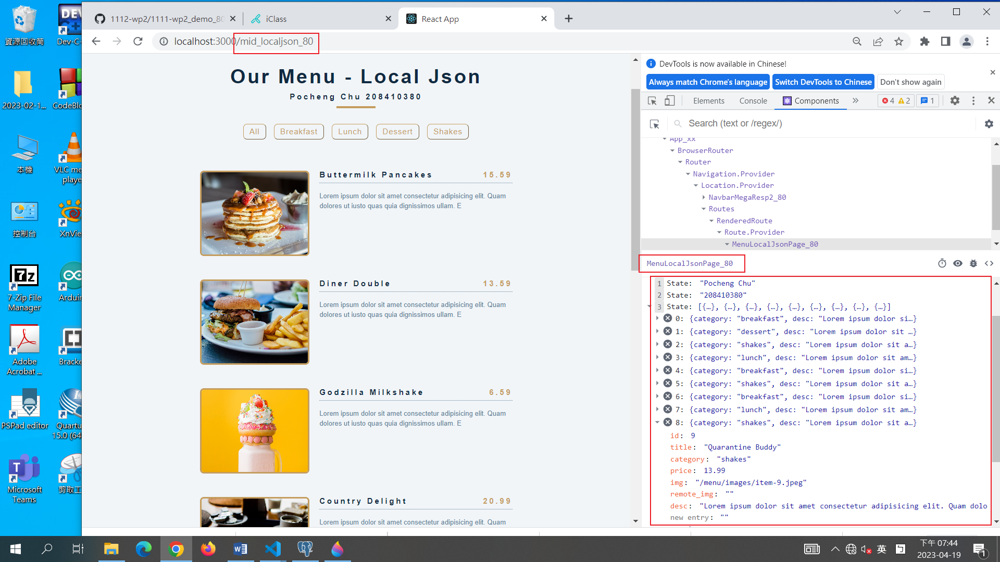 資源回收筒
Dev-C-
2023-02-1...
CodeBlo
本機
VLC me
playe
控制台
XnVie
7-Zip File
Manager
Arduin
Adobe
Acrobat ...
Bracke
PSPad editor
Quartu
15.0 (64
Microsoft
Teams
剪取工
1112-wp2/1111-wp2_demo_80
iClass
React App
localhost:3000/mid_localjson_80
Our Menu - Local Json
Pocheng Chu 208410380
All
Breakfast
Lunch
Dessert
Shakes
Buttermilk Pancakes 15.59
Lorem ipsum dolor sit amet consectetur adipisicing elit. Quam
dolores ut iusto quas quia dignissimos ullam. E
Diner Double 13.59
Lorem ipsum dolor sit amet consectetur adipisicing elit. Quam
dolores ut iusto quas quia dignissimos ullam. E
Godzilla Milkshake 6.59
Lorem ipsum dolor sit amet consectetur adipisicing elit. Quam
dolores ut iusto quas quia dignissimos ullam. E
Country Delight 20.99
Lorem ipsum dolor sit amet consectetur adipisicing elit. Quam
DevTools is now available in Chinese!
Always match Chrome's language
Switch DevTools to Chinese
Don't show again
Elements
Console
Components
4
2
1
Search (text or /regex/)
App_xx
BrowserRouter
Router
Navigation.Provider
Location.Provider
NavbarMegaResp2_80
Routes
RenderedRoute
Route.Provider
MenuLocalJsonPage_80
MenuLocalJsonPage_80
1 State: "Pocheng Chu"
2 State: "208410380"
3 State: [{…}, {…}, {…}, {…}, {…}, {…}, {…}, {…}, {…}]
0: {category: "breakfast", desc: "Lorem ipsum dolor si…}
1: {category: "dessert", desc: "Lorem ipsum dolor sit …}
2: {category: "shakes", desc: "Lorem ipsum dolor sit a…}
3: {category: "lunch", desc: "Lorem ipsum dolor sit am…}
4: {category: "breakfast", desc: "Lorem ipsum dolor si…}
5: {category: "shakes", desc: "Lorem ipsum dolor sit a…}
6: {category: "breakfast", desc: "Lorem ipsum dolor si…}
7: {category: "lunch", desc: "Lorem ipsum dolor sit am…}
8: {category: "shakes", desc: "Lorem ipsum dolor sit a…}
id: 9
title: "Quarantine Buddy"
category: "shakes"
price: 13.99
img: "/menu/images/item-9.jpeg"
remote_img: ""
desc: "Lorem ipsum dolor sit amet consectetur adipisicing elit. Quam dolo
new entry: ""
英
下午 07:44
2023-04-19
1